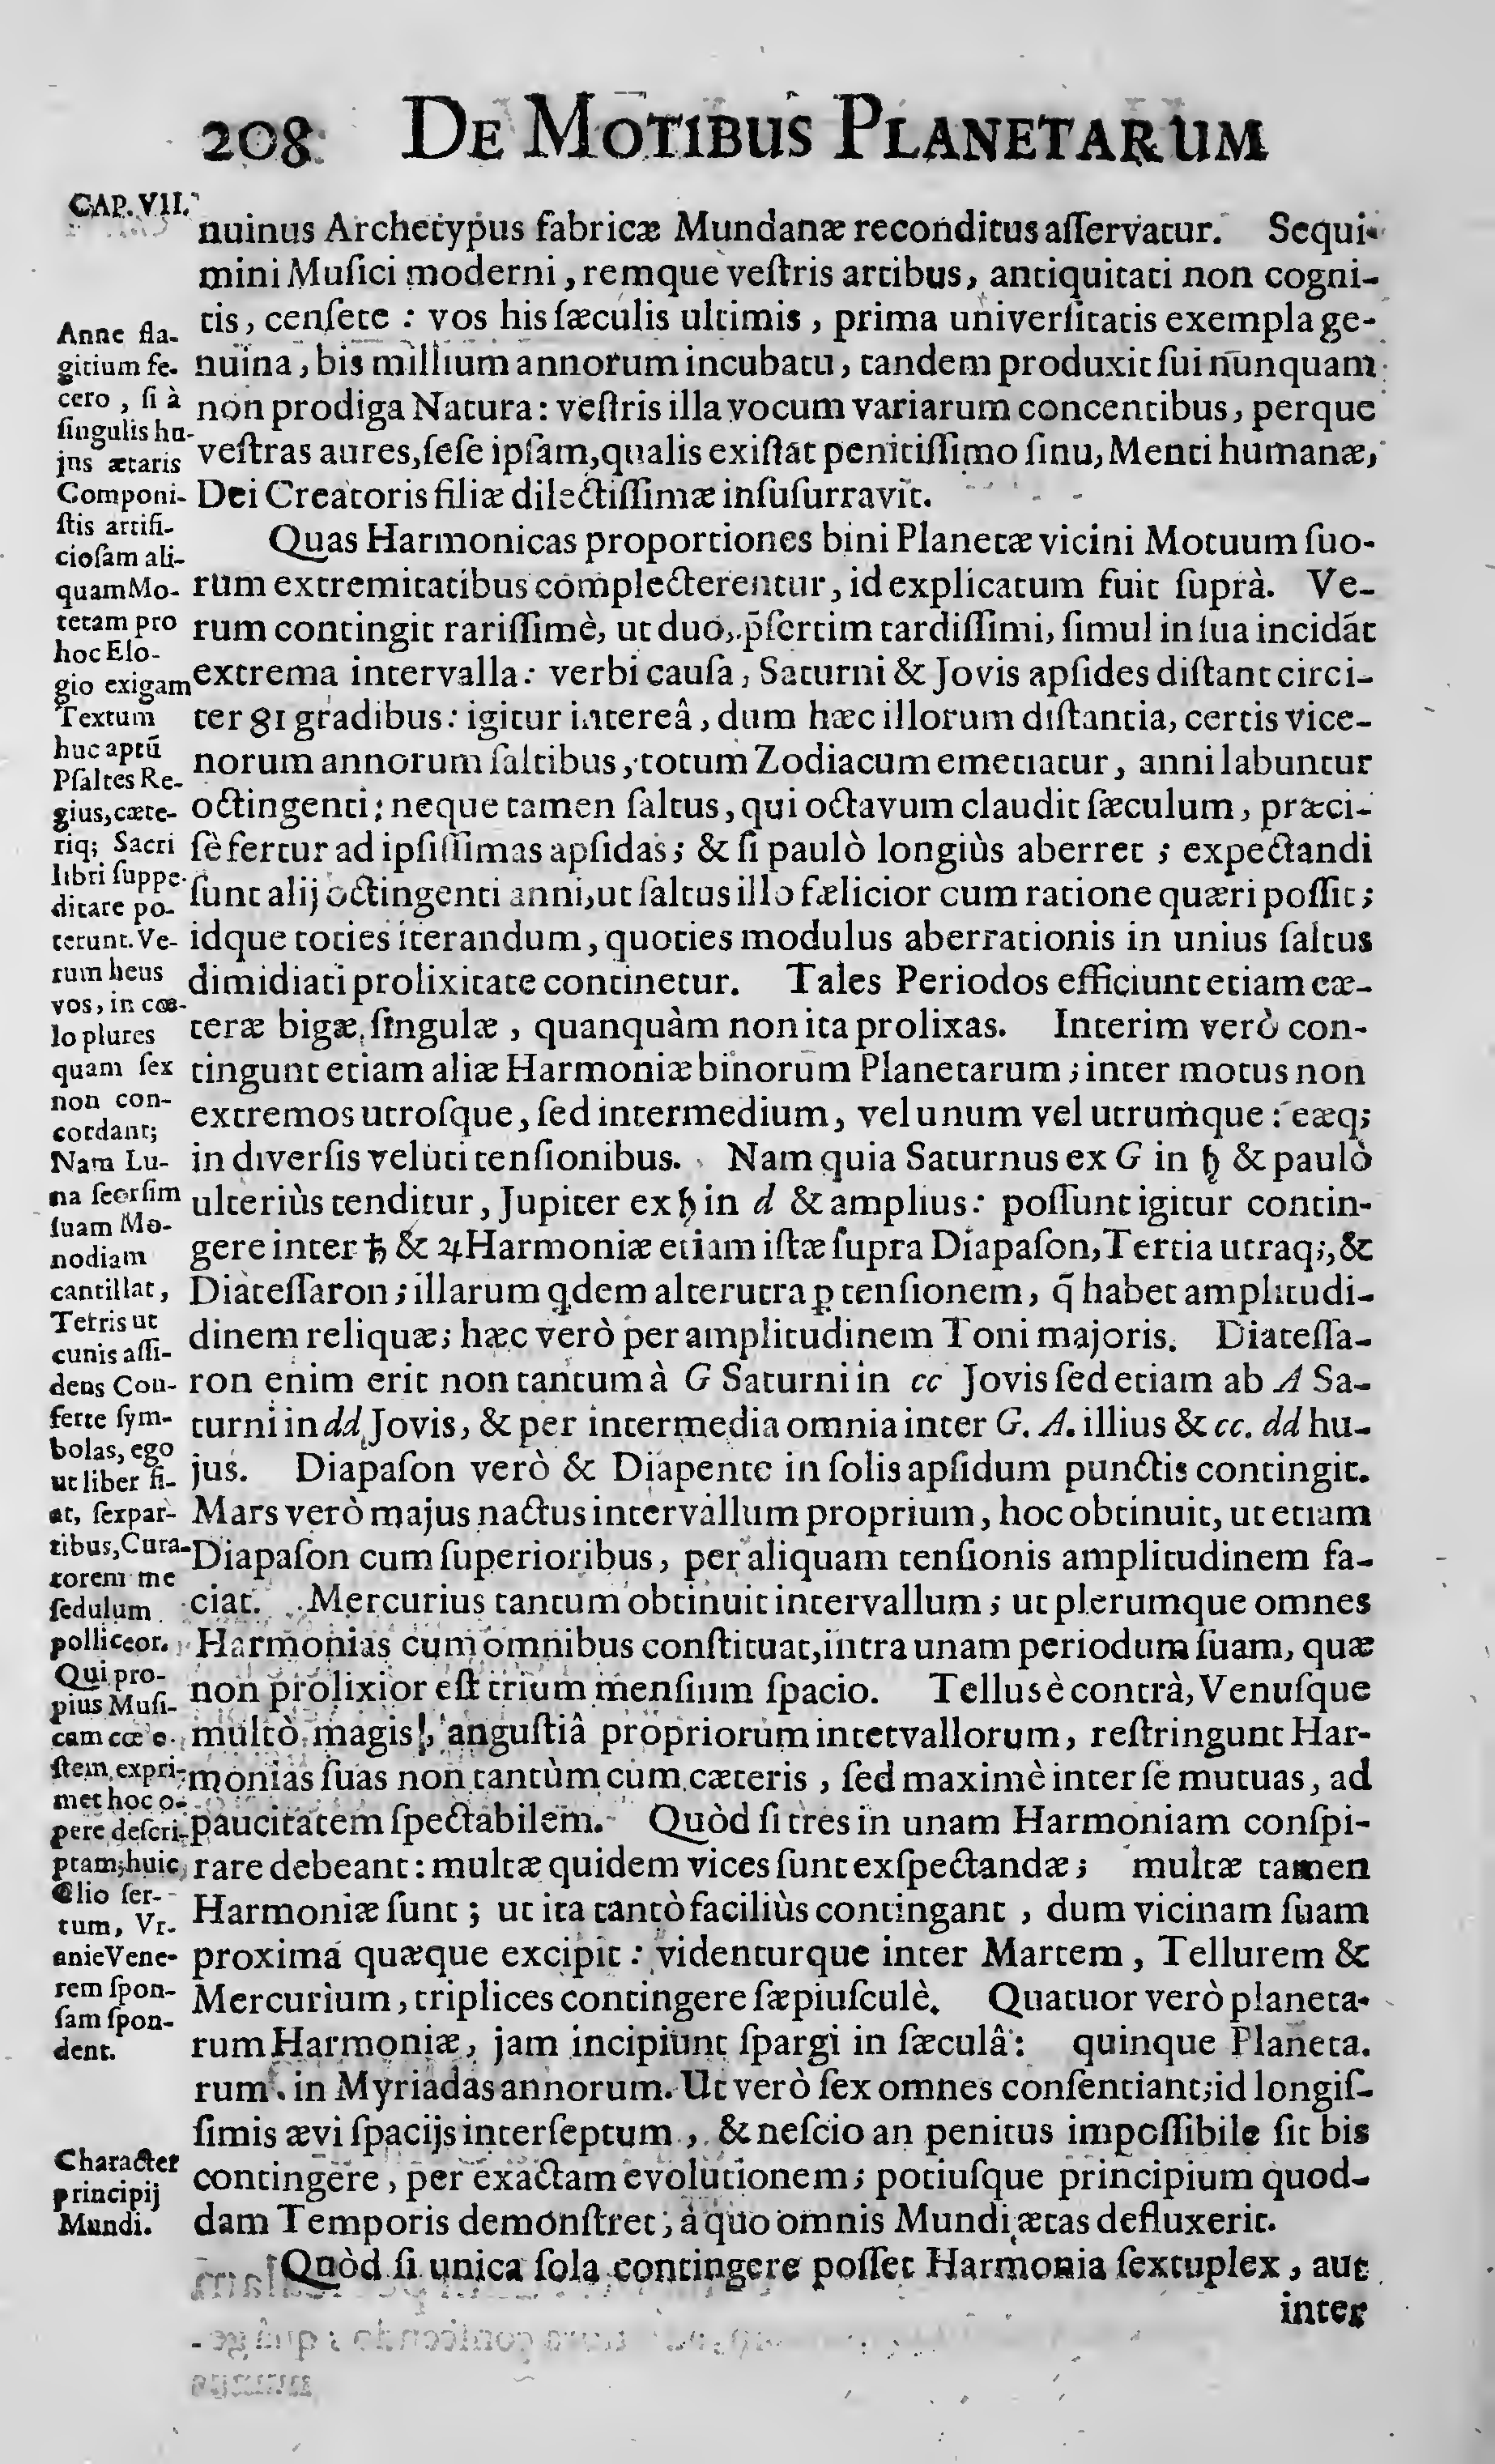 208 DE MOTIBUS PLANETARUM
CAP. VII.
nuinus Archetypus fabricæ Mundanæ reconditus aſſervatur. Sequi-
mini Muſici moderni, remque veſtris artibus, antiquitati non cogni-
tis, cenſete: vos his ſæculis ultimis, prima univerſitatis exempla ge-
nuina, bis millium annorum incubatu, tandem produxit ſui nunquam
non prodiga Natura: veſtris illa vocum variarum concentibus, perque
veſtras aures, ſeſe ipſam, qualis exiſtat penitiſſimo ſinu, Menti humanæ,
Dei Creatoris filiæ dilectiſſimæ inſuſurravit.
Quas Harmonicas proportiones bini Planetæ vicini Motuum ſuo-
rum extremitatibus complecterentur, id explicatum fuit ſuprà. Ve-
rum contingit rariſſimè, ut duo, p̄ſertim tardiſſimi, ſimul in ſua incidāt
extrema intervalla: verbi cauſa, Saturni & Jovis apſides diſtant circi-
ter 81 gradibus: igitur intereâ, dum hæc illorum diſtantia, certis vice-
norum annorum ſaltibus, totum Zodiacum emetiatur, anni labuntur
octingenti; neque tamen ſaltus, qui octavum claudit ſæculum, præci-
ſè fertur ad ipſiſſimas apſidas; & ſi paulò longiùs aberret; expectandi
ſunt alij octingenti anni, ut ſaltus illo fælicior cum ratione quæri poſſit;
idque toties iterandum, quoties modulus aberrationis in unius ſaltus
dimidiati prolixitate continetur. Tales Periodos efficiunt etiam cæ-
teræ bigæ ſingulæ, quanquàm non ita prolixas. Interim verò con-
tingunt etiam aliæ Harmoniæ binorum Planetarum; inter motus non
extremos utroſque, ſed intermedium, vel unum vel utrumque: eæq;
in diverſis veluti tenſionibus. Nam quia Saturnus ex G in ♄ & paulò
ulteriùs tenditur, Jupiter ex ♄ in d & amplius: poſſunt igitur contin-
gere inter ♄ & ♃ Harmoniæ etiam iſtæ ſupra Diapaſon, Tertia utraq;, &
Diateſſaron; illarum qdem alterutra ꝑ tenſionem, q̄ habet amplitudi-
dinem reliquæ; hæc verò per amplitudinem Toni majoris. Diateſſa-
ron enim erit non tantum à G Saturni in cc Jovis ſed etiam ab A Sa-
turni in dd Jovis, & per intermedia omnia inter G. A. illius & cc. dd hu-
jus. Diapaſon verò & Diapente in ſolis apſidum punctis contingit.
Mars verò majus nactus intervallum proprium, hoc obtinuit, ut etiam
Diapaſon cum ſuperioribus, per aliquam tenſionis amplitudinem fa-
ciat. Mercurius tantum obtinuit intervallum; ut plerumque omnes
Harmonias cum omnibus conſtituat, intra unam periodum ſuam, quæ
non prolixior eſt trium menſium ſpacio. Tellus è contrà, Venuſque
multò magis, anguſtiâ propriorum intetvallorum, reſtringunt Har-
monias ſuas non tantùm cum cæteris, ſed maximè inter ſe mutuas, ad
paucitatem ſpectabilem. Quòd ſi tres in unam Harmoniam conſpi-
rare debeant: multæ quidem vices ſunt exſpectandæ; multæ tamen
Harmoniæ ſunt; ut ita tantò faciliùs contingant, dum vicinam ſuam
proxima quæque excipit: videnturque inter Martem, Tellurem &
Mercurium, triplices contingere ſæpiuſculè. Quatuor verò planeta-
rum Harmoniæ, jam incipiunt ſpargi in ſæculâ: quinque Planeta.
rum, in Myriadas annorum. Ut verò ſex omnes conſentiant; id longiſ-
ſimis ævi ſpacijs interſeptum, & neſcio an penitus impoſſibile ſit bis
contingere, per exactam evolutionem; potiuſque principium quod-
dam Temporis demonſtret, à quo omnis Mundi ætas defluxerit.
Quòd ſi unica ſola contingere poſſet Harmonia ſextuplex, aut
inter
Anne fla-
gitium fe-
cero, ſi à
ſingulis hu-
jus ætatis
Componi-
ſtis artifi-
cioſam ali-
quam Mo-
tetam pro
hoc Elo-
gio exigam
Textum
huc aptū
Pſaltes Re-
gius, cæte-
riq; Sacri
libri ſuppe-
ditare po-
terunt. Ve-
rum heus
vos, in cœ-
lo plures
quam ſex
non con-
cordant;
Nam Lu-
na ſeorſim
ſuam Mo-
nodiam
cantillat,
Tetris ut
cunis aſſi-
dens Con-
ferte ſym-
bolas, ego
ut liber fi-
at, ſex par-
tibus, Cura-
torem me
ſedulum
polliceor.
Qui pro-
pius Muſi-
cam cœle-
ſtem expri-
met hoc o-
pere deſcri-
ptam; huic
Clio ſer-
tum, Vr-
anie Vene-
rem ſpon-
ſam ſpon-
dent.
Character
principij
Mundi.